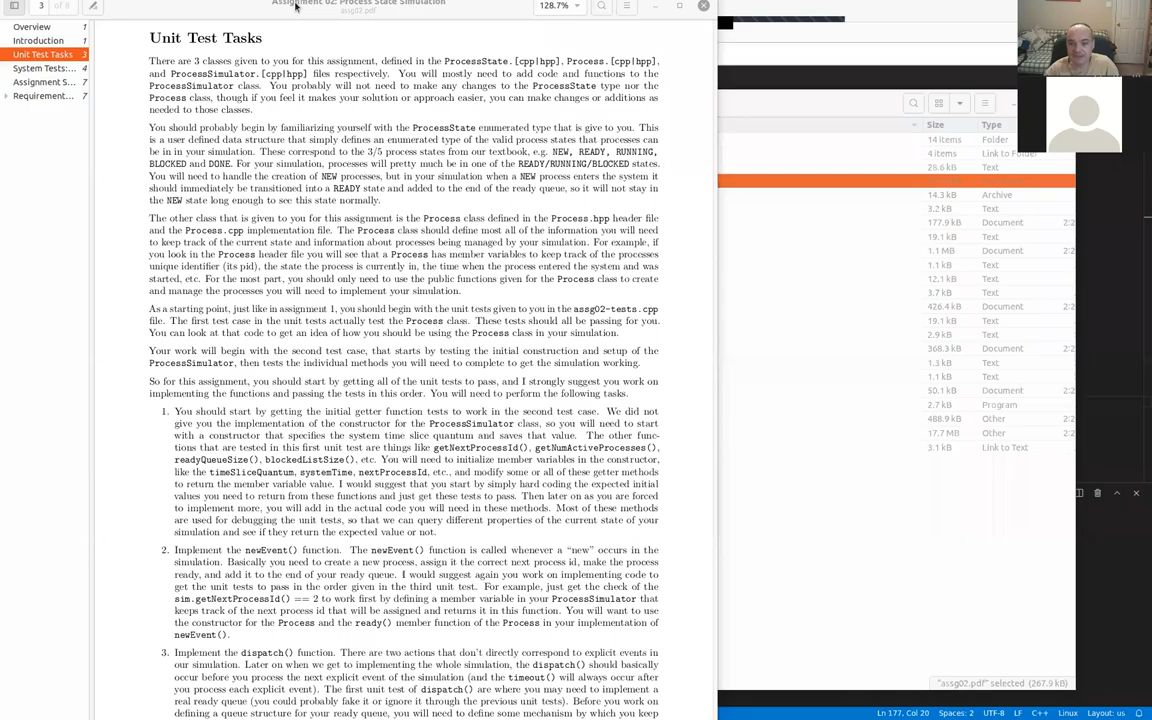 3 of 8
Assignment 02: Process State Simulation
assg02.pdf
128.7%
Overview 1
Introduction 1
Unit Test Tasks 3
System Tests:... 4
Assignment S... 7
Requirement... 7
Unit Test Tasks
There are 3 classes given to you for this assignment, defined in the ProcessState.[cpp|hpp], Process.[cpp|hpp],
and ProcessSimulator.[cpp|hpp] files respectively. You will mostly need to add code and functions to the
ProcessSimulator class. You probably will not need to make any changes to the ProcessState type nor the
Process class, though if you feel it makes your solution or approach easier, you can make changes or additions as
needed to those classes.
You should probably begin by familiarizing yourself with the ProcessState enumerated type that is give to you. This
is a user defined data structure that simply defines an enumerated type of the valid process states that processes can
be in in your simulation. These correspond to the 3/5 process states from our textbook, e.g. NEW, READY, RUNNING,
BLOCKED and DONE. For your simulation, processes will pretty much be in one of the READY/RUNNING/BLOCKED states.
You will need to handle the creation of NEW processes, but in your simulation when a NEW process enters the system it
should immediately be transitioned into a READY state and added to the end of the ready queue, so it will not stay in
the NEW state long enough to see this state normally.
The other class that is given to you for this assignment is the Process class defined in the Process.hpp header file
and the Process.cpp implementation file. The Process class should define most all of the information you will need
to keep track of the current state and information about processes being managed by your simulation. For example, if
you look in the Process header file you will see that a Process has member variables to keep track of the processes
unique identifier (its pid), the state the process is currently in, the time when the process entered the system and was
started, etc. For the most part, you should only need to use the public functions given for the Process class to create
and manage the processes you will need to implement your simulation.
As a starting point, just like in assignment 1, you should begin with the unit tests given to you in the assg02-tests.cpp
file. The first test case in the unit tests actually test the Process class. These tests should all be passing for you.
You can look at that code to get an idea of how you should be using the Process class in your simulation.
Your work will begin with the second test case, that starts by testing the initial construction and setup of the
ProcessSimulator, then tests the individual methods you will need to complete to get the simulation working.
So for this assignment, you should start by getting all of the unit tests to pass, and I strongly suggest you work on
implementing the functions and passing the tests in this order. You will need to perform the following tasks.
1. You should start by getting the initial getter function tests to work in the second test case. We did not
give you the implementation of the constructor for the ProcessSimulator class, so you will need to start
with a constructor that specifies the system time slice quantum and saves that value. The other func-
tions that are tested in this first unit test are things like getNextProcessId(), getNumActiveProcesses(),
readyQueueSize(), blockedListSize(), etc. You will need to initialize member variables in the constructor,
like the timeSliceQuantum, systemTime, nextProcessId, etc., and modify some or all of these getter methods
to return the member variable value. I would suggest that you start by simply hard coding the expected initial
values you need to return from these functions and just get these tests to pass. Then later on as you are forced
to implement more, you will add in the actual code you will need in these methods. Most of these methods
are used for debugging the unit tests, so that we can query different properties of the current state of your
simulation and see if they return the expected value or not.
2. Implement the newEvent() function. The newEvent() function is called whenever a “new” occurs in the
simulation. Basically you need to create a new process, assign it the correct next process id, make the process
ready, and add it to the end of your ready queue. I would suggest again you work on implementing code to
get the unit tests to pass in the order given in the third unit test. For example, just get the check of the
sim.getNextProcessId() == 2 to work first by defining a member variable in your ProcessSimulator that
keeps track of the next process id that will be assigned and returns it in this function. You will want to use
the constructor for the Process and the ready() member function of the Process in your implementation of
newEvent().
3. Implement the dispatch() function. There are two actions that don't directly correspond to explicit events in
our simulation. Later on when we get to implementing the whole simulation, the dispatch() should basically
occur before you process the next explicit event of the simulation (and the timeout() will always occur after
you process each explicit event). The first unit test of dispatch() are where you may need to implement a
real ready queue (you could probably fake it or ignore it through the previous unit tests). Before you work on
defining a queue structure for your ready queue, you will need to define some mechanism by which you keep
Size Type
14 items Folder
4 items Link to Folder
28.6 kB Text
14.3 kB Archive
3.2 kB Text
177.9 kB Document 2:2
19.1 kB Text
1.1 MB Document 2:2
1.1 kB Text
12.1 kB Text
3.7 kB Text
426.4 kB Document 2:2
19.1 kB Text
2.9 kB Text
368.3 kB Document 2:2
1.3 kB Text
1.1 kB Text
50.1 kB Document 2:2
2.7 kB Program
488.9 kB Other 2:2
17.7 MB Other 2:2
3.1 kB Link to Text
"assg02.pdf" selected (267.9 kB)
Ln 177, Col 20 Spaces: 2 UTF-8 LF C++ Linux Layout: us